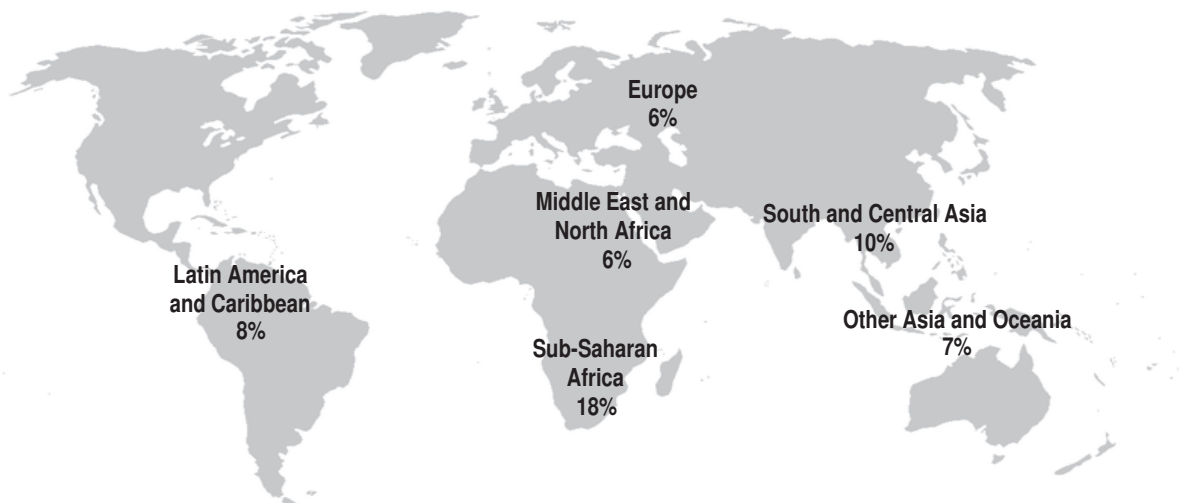 Europe
6%
Middle East and
North Africa
6%
South and Central Asia
10%
Latin America
and Caribbean
8%
Other Asia and Oceania
7%
Sub-Saharan
Africa
18%